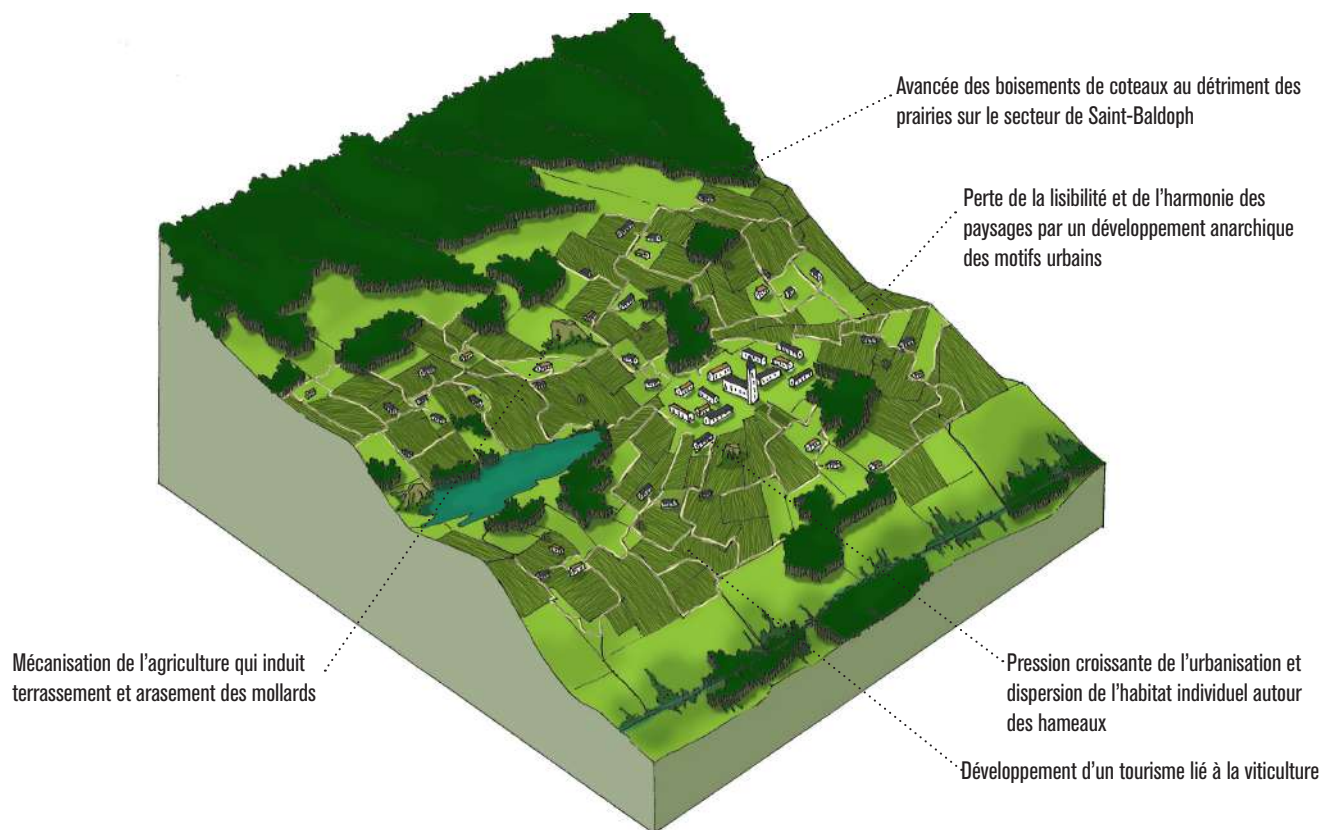 Avancée des boisements de coteaux au détriment des
prairies sur le secteur de Saint-Baldoph
Perte de la lisibilité et de l’harmonie des
paysages par un développement anarchique
des motifs urbains
Mécanisation de l’agriculture qui induit
terrassement et arasement des mollards
Pression croissante de l’urbanisation et
dispersion de l’habitat individuel autour
des hameaux
Développement d’un tourisme lié à la viticulture